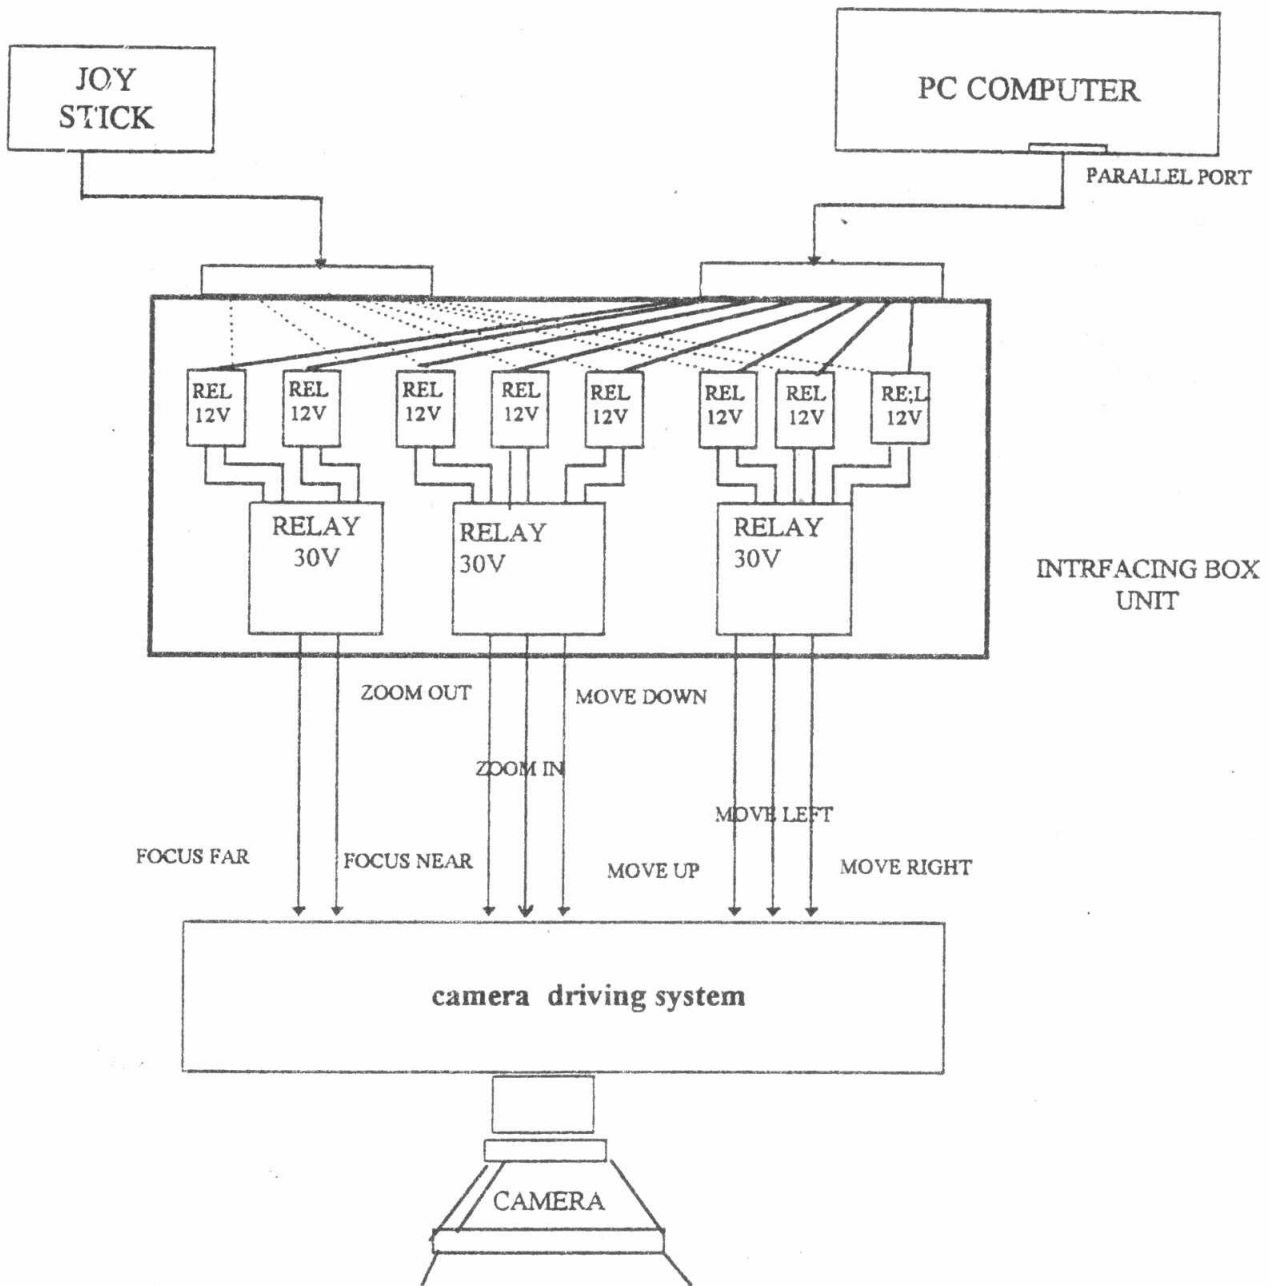 JOY
STICK
PC COMPUTER
PARALLEL PORT
REL
12V
REL
12V
REL
12V
REL
12V
REL
12V
REL
12V
REL
12V
RE;L
12V
RELAY
30V
RELAY
30V
RELAY
30V
INTRFACING BOX
UNIT
ZOOM OUT
MOVE DOWN
ZOOM IN
MOVE LEFT
FOCUS FAR
FOCUS NEAR
MOVE UP
MOVE RIGHT
camera driving system
CAMERA